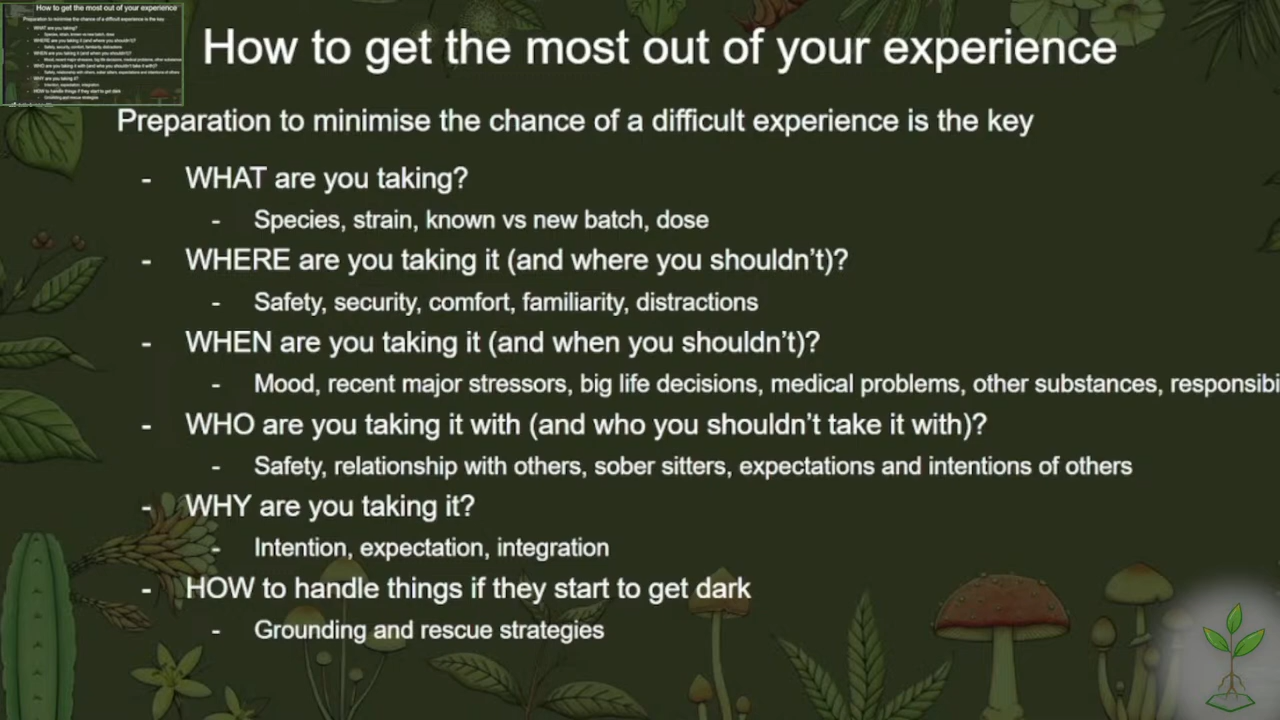 How to get the most out of your experience
Preparation to minimise the chance of a difficult experience is the key
- WHAT are you taking?
- Species, strain, known vs new batch, dose
- WHERE are you taking it (and where you shouldn't)?
- Safety, security, comfort, familiarity, distractions
- WHEN are you taking it (and when you shouldn't)?
- Mood, recent major stressors, big life decisions, medical problems, other substances, responsibi
- WHO are you taking it with (and who you shouldn't take it with)?
- Safety, relationship with others, sober sitters, expectations and intentions of others
- WHY are you taking it?
- Intention, expectation, integration
- HOW to handle things if they start to get dark
- Grounding and rescue strategies